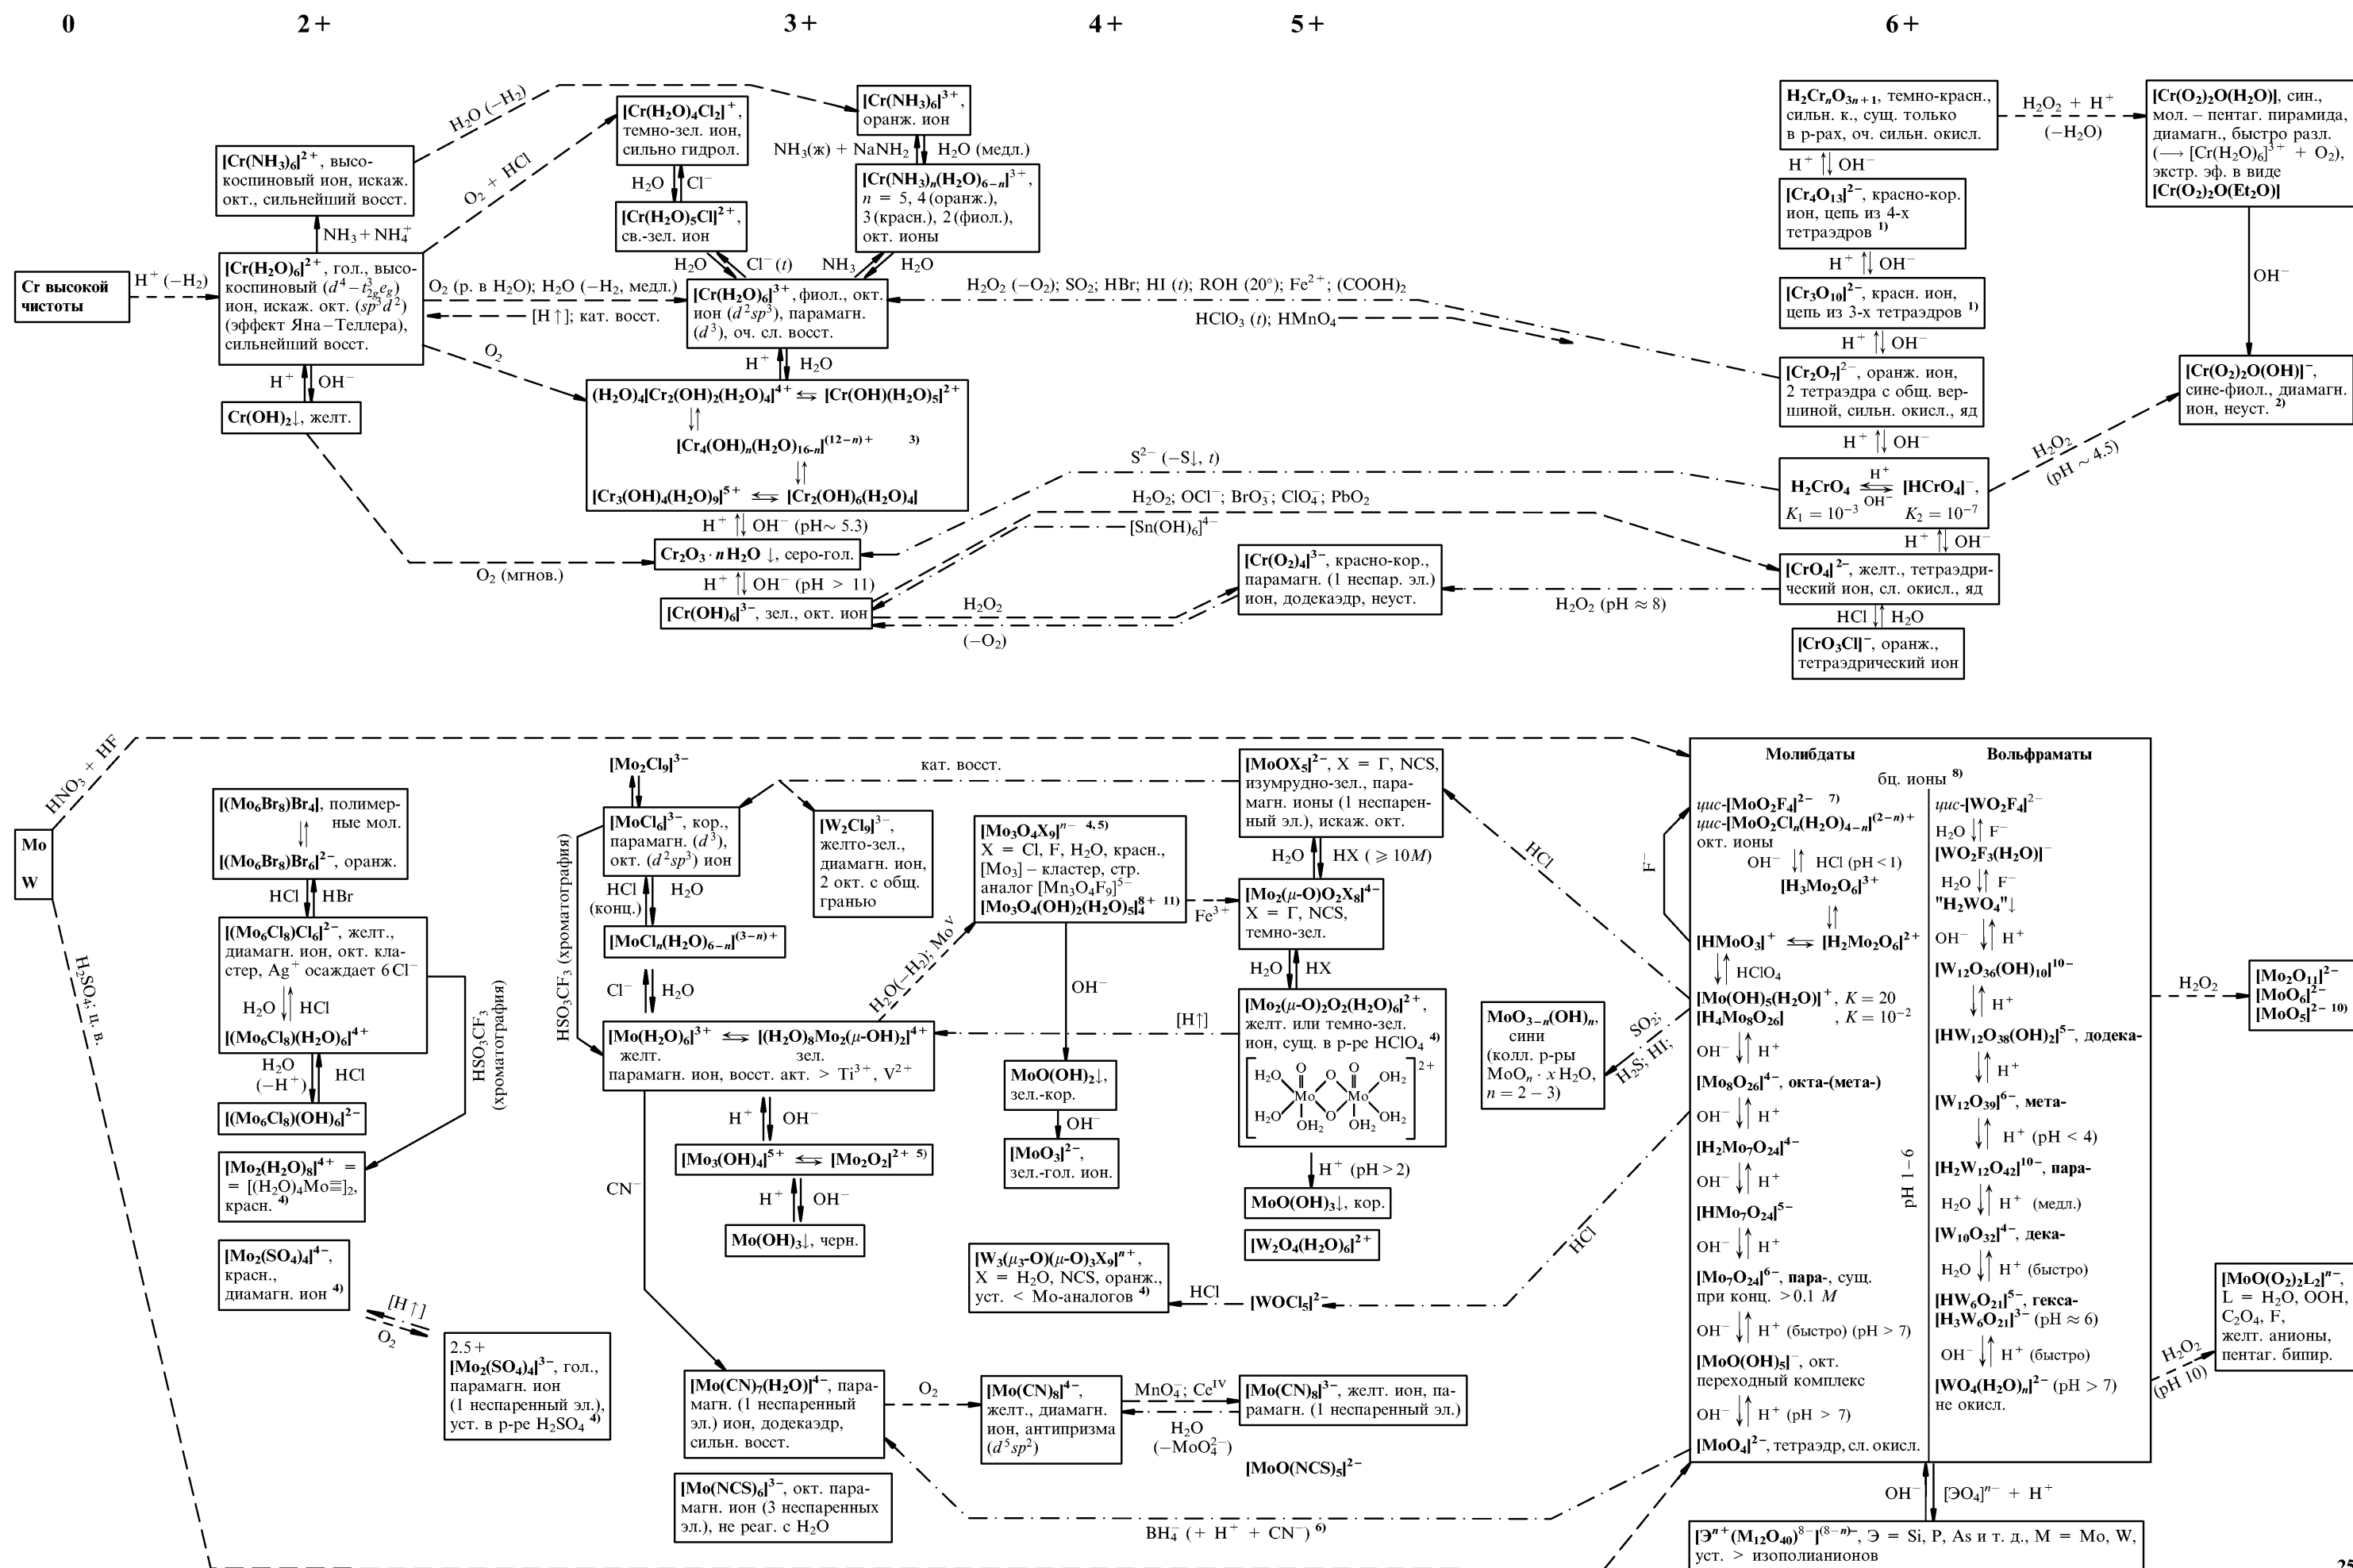 0 2+ 3+ 4+ 5+ 6+
[Cr(NH₃)₆]²⁺, высо-
коспиновый ион, искаж.
окт., сильнейший восст.
H₂O (−H₂)
O₂ + HCl
NH₃ + NH₄⁺
Cr высокой
чистоты
H⁺ (−H₂)
[Cr(H₂O)₆]²⁺, гол., высо-
коспиновый (d⁴ − t³₂g e_g)
ион, искаж. окт. (sp³d²)
(эффект Яна−Теллера),
сильнейший восст.
H⁺ OH⁻
Cr(OH)₂↓, желт.
O₂ (мгнов.)
O₂ (р. в H₂O); H₂O (−H₂, медл.)
[H↑]; кат. восст.
O₂
[Cr(H₂O)₄Cl₂]⁺,
темно-зел. ион,
сильно гидрол.
H₂O Cl⁻
[Cr(H₂O)₅Cl]²⁺,
св.-зел. ион
H₂O Cl⁻ (t)
[Cr(NH₃)₆]³⁺,
оранж. ион
NH₃(ж) + NaNH₂ H₂O (медл.)
[Cr(NH₃)ₙ(H₂O)₆₋ₙ]³⁺,
n = 5, 4 (оранж.),
3 (красн.), 2 (фиол.),
окт. ионы
NH₃ H₂O
[Cr(H₂O)₆]³⁺, фиол., окт.
ион (d²sp³), парамагн.
(d³), оч. сл. восст.
H⁺ H₂O
(H₂O)₄[Cr₂(OH)₂(H₂O)₄]⁴⁺ ⇆ [Cr(OH)(H₂O)₅]²⁺
[Cr₄(OH)ₙ(H₂O)₁₆₋ₙ]⁽¹²⁻ⁿ⁾⁺ 3)
[Cr₃(OH)₄(H₂O)₉]⁵⁺ ⇆ [Cr₂(OH)₆(H₂O)₄]
H⁺ OH⁻ (pH~ 5.3)
Cr₂O₃ · nH₂O ↓, серо-гол.
H⁺ OH⁻ (pH > 11)
[Cr(OH)₆]³⁻, зел., окт. ион
H₂O₂ (−O₂); SO₂; HBr; HI (t); ROH (20°); Fe²⁺; (COOH)₂
HClO₃ (t); HMnO₄
S²⁻ (−S↓, t)
H₂O₂; OCl⁻; BrO₃⁻; ClO₄⁻; PbO₂
[Sn(OH)₆]⁴⁻
H₂O₂
(−O₂)
[Cr(O₂)₄]³⁻, красно-кор.,
парамагн. (1 неспар. эл.)
ион, додекаэдр, неуст.
H₂O₂ (pH ≈ 8)
H₂CrₙO₃ₙ₊₁, темно-красн.,
сильн. к., сущ. только
в р-рах, оч. сильн. окисл.
H⁺ OH⁻
[Cr₄O₁₃]²⁻, красно-кор.
ион, цепь из 4-х
тетраэдров 1)
H⁺ OH⁻
[Cr₃O₁₀]²⁻, красн. ион,
цепь из 3-х тетраэдров 1)
H⁺ OH⁻
[Cr₂O₇]²⁻, оранж. ион,
2 тетраэдра с общ. вер-
шиной, сильн. окисл., яд
H⁺ OH⁻
H₂CrO₄ H⁺ ⇄ OH⁻ [HCrO₄]⁻,
K₁ = 10⁻³ K₂ = 10⁻⁷
H⁺ OH⁻
[CrO₄]²⁻, желт., тетраэдри-
ческий ион, сл. окисл., яд
HCl H₂O
[CrO₃Cl]⁻, оранж.,
тетраэдрический ион
H₂O₂ + H⁺
(−H₂O)
[Cr(O₂)₂O(H₂O)], син.,
мол. − пентаг. пирамида,
диамагн., быстро разл.
(⟶ [Cr(H₂O)₆]³⁺ + O₂),
экстр. эф. в виде
[Cr(O₂)₂O(Et₂O)]
OH⁻
[Cr(O₂)₂O(OH)]⁻,
сине-фиол., диамагн.
ион, неуст. 2)
H₂O₂
(pH ~ 4.5)
HNO₃ + HF
Mo
W
H₂SO₄; ц. в.
[(Mo₆Br₈)Br₄], полимер-
ные мол.
[(Mo₆Br₈)Br₆]²⁻, оранж.
HCl HBr
[(Mo₆Cl₈)Cl₆]²⁻, желт.,
диамагн. ион, окт. кла-
стер, Ag⁺ осаждает 6 Cl⁻
H₂O HCl
[(Mo₆Cl₈)(H₂O)₆]⁴⁺
H₂O
(−H⁺) HCl
[(Mo₆Cl₈)(OH)₆]²⁻
HSO₃CF₃
(хроматография)
[Mo₂(H₂O)₈]⁴⁺ =
= [(H₂O)₄Mo≡]₂,
красн. 4)
[Mo₂(SO₄)₄]⁴⁻,
красн.,
диамагн. ион 4)
[H↑]
O₂
2.5+
[Mo₂(SO₄)₄]³⁻, гол.,
парамагн. ион
(1 неспаренный эл.),
уст. в р-ре H₂SO₄ 4)
[Mo₂Cl₉]³⁻
[MoCl₆]³⁻, кор.,
парамагн. (d³),
окт. (d²sp³) ион
HCl
(конц.) H₂O
[MoClₙ(H₂O)₆₋ₙ]⁽³⁻ⁿ⁾⁺
Cl⁻ H₂O
HSO₃CF₃ (хроматография)
[Mo(H₂O)₆]³⁺ ⇆ [(H₂O)₈Mo₂(μ-OH)₂]⁴⁺
желт. зел.
парамагн. ион, восст. акт. > Ti³⁺, V²⁺
H⁺ OH⁻
[Mo₃(OH)₄]⁵⁺ ⇆ [Mo₂O₂]²⁺ 5)
H⁺ OH⁻
Mo(OH)₃↓, черн.
CN⁻
кат. восст.
[W₂Cl₉]³⁻,
желто-зел.,
диамагн. ион,
2 окт. с общ.
гранью
H₂O(−H₂); Moⱽ
[Mo₃O₄X₉]ⁿ⁻ 4, 5)
X = Cl, F, H₂O, красн.,
[Mo₃] − кластер, стр.
аналог [Mn₃O₄F₉]⁵⁻
[Mo₃O₄(OH)₂(H₂O)₅]₄⁸⁺ 11)
Fe³⁺
OH⁻
MoO(OH)₂↓,
зел.-кор.
OH⁻
[MoO₃]²⁻,
зел.-гол. ион.
[MoOX₅]²⁻, X = Г, NCS,
изумрудно-зел., пара-
магн. ионы (1 неспарен-
ный эл.), искаж. окт.
H₂O HX (⩾ 10M)
[Mo₂(μ-O)O₂X₈]⁴⁻
X = Г, NCS,
темно-зел.
H₂O HX
[Mo₂(μ-O)₂O₂(H₂O)₆]²⁺,
желт. или темно-зел.
ион, сущ. в р-ре HClO₄ 4)
O O 2+
H₂O O OH₂
Mo Mo
H₂O O OH₂
OH₂ OH₂
[H↑]
H⁺ (pH > 2)
MoO(OH)₃↓, кор.
[W₂O₄(H₂O)₆]²⁺
[W₃(μ₃-O)(μ-O)₃X₉]ⁿ⁺,
X = H₂O, NCS, оранж.,
уст. < Mo-аналогов 4)
HCl
[WOCl₅]²⁻
HCl
HCl
MoO₃₋ₙ(OH)ₙ,
сини
(колл. р-ры
MoOₙ · x H₂O,
n = 2 − 3)
SO₂;
H₂S; HI;
[Mo(CN)₇(H₂O)]⁴⁻, пара-
магн. (1 неспаренный
эл.) ион, додекаэдр,
сильн. восст.
O₂
[Mo(CN)₈]⁴⁻,
желт., диамагн.
ион, антипризма
(d⁵sp²)
MnO₄⁻; Ceᴵⱽ
H₂O
(−MoO₄²⁻)
[Mo(CN)₈]³⁻, желт. ион, па-
рамагн. (1 неспаренный эл.)
[MoO(NCS)₅]²⁻
[Mo(NCS)₆]³⁻, окт. пара-
магн. ион (3 неспаренных
эл.), не реаг. с H₂O
BH₄⁻ (+ H⁺ + CN⁻) 6)
Молибдаты Вольфраматы
бц. ионы 8)
F⁻
цис-[MoO₂F₄]²⁻ 7)
цис-[MoO₂Clₙ(H₂O)₄₋ₙ]⁽²⁻ⁿ⁾⁺
окт. ионы
OH⁻ HCl (pH < 1)
[H₃Mo₂O₆]³⁺
[HMoO₃]⁺ ⇆ [H₂Mo₂O₆]²⁺
HClO₄
[Mo(OH)₅(H₂O)]⁺, K = 20
[H₄Mo₈O₂₆] , K = 10⁻²
OH⁻ H⁺
[Mo₈O₂₆]⁴⁻, окта-(мета-)
OH⁻ H⁺
[H₂Mo₇O₂₄]⁴⁻
OH⁻ H⁺
[HMo₇O₂₄]⁵⁻
OH⁻ H⁺
[Mo₇O₂₄]⁶⁻, пара-, сущ.
при конц. > 0.1 M
OH⁻ H⁺ (быстро) (pH > 7)
[MoO(OH)₅]⁻, окт.
переходный комплекс
OH⁻ H⁺ (pH > 7)
[MoO₄]²⁻, тетраэдр, сл. окисл.
pH 1−6
цис-[WO₂F₄]²⁻
H₂O F⁻
[WO₂F₃(H₂O)]⁻
H₂O F⁻
"H₂WO₄"↓
OH⁻ H⁺
[W₁₂O₃₆(OH)₁₀]¹⁰⁻
H⁺
[HW₁₂O₃₈(OH)₂]⁵⁻, додека-
H⁺
[W₁₂O₃₉]⁶⁻, мета-
H⁺ (pH < 4)
[H₂W₁₂O₄₂]¹⁰⁻, пара-
H₂O H⁺ (медл.)
[W₁₀O₃₂]⁴⁻, дека-
H₂O H⁺ (быстро)
[HW₆O₂₁]⁵⁻, гекса-
[H₃W₆O₂₁]³⁻ (pH ≈ 6)
OH⁻ H⁺ (быстро)
[WO₄(H₂O)ₙ]²⁻ (pH > 7)
не окисл.
H₂O₂
[Mo₂O₁₁]²⁻
[MoO₆]²⁻
[MoO₅]²⁻ 10)
H₂O₂
(pH 10)
[MoO(O₂)₂L₂]ⁿ⁻,
L = H₂O, OOH,
C₂O₄, F,
желт. анионы,
пентаг. бипир.
OH⁻ [ЭO₄]ⁿ⁻ + H⁺
[Эⁿ⁺(M₁₂O₄₀)⁸⁻]⁽⁸⁻ⁿ⁾⁻, Э = Si, P, As и т. д., M = Mo, W,
уст. > изополианионов
25